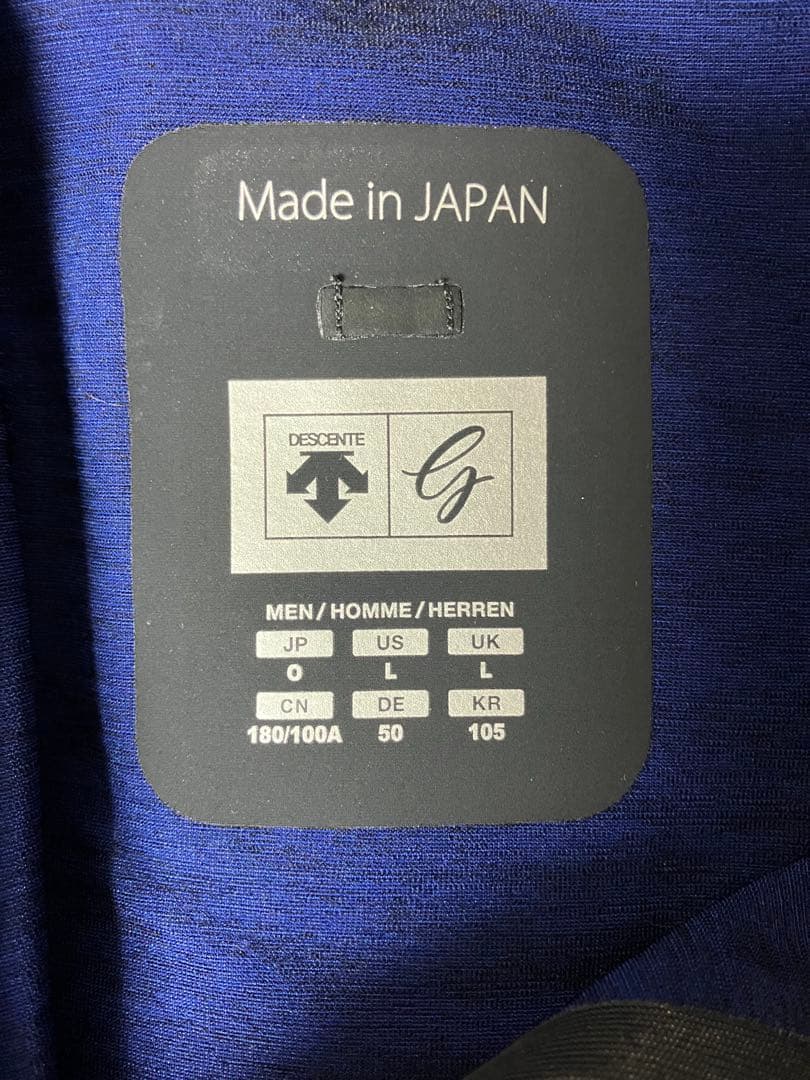 Made in JAPAN
DESCENTE
G
MEN/HOMME/HERREN
JP US UK
O L L
CN DE KR
180/100A 50 105